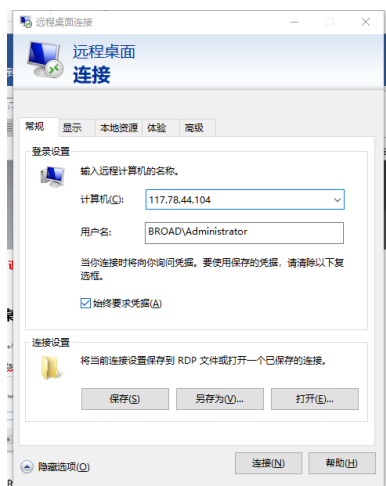 远程桌面连接
远程桌面
连接
常规 显示 本地资源 体验 高级
登录设置
输入远程计算机的名称。
计算机(C): 117.78.44.104
用户名: BROAD\Administrator
当你连接时将向你询问凭据。要使用保存的凭据，请清除以下复
选框。
始终要求凭据(A)
连接设置
将当前连接设置保存到 RDP 文件或打开一个已保存的连接。
保存(S) 另存为(V)... 打开(E)...
隐藏选项(O) 连接(N) 帮助(H)